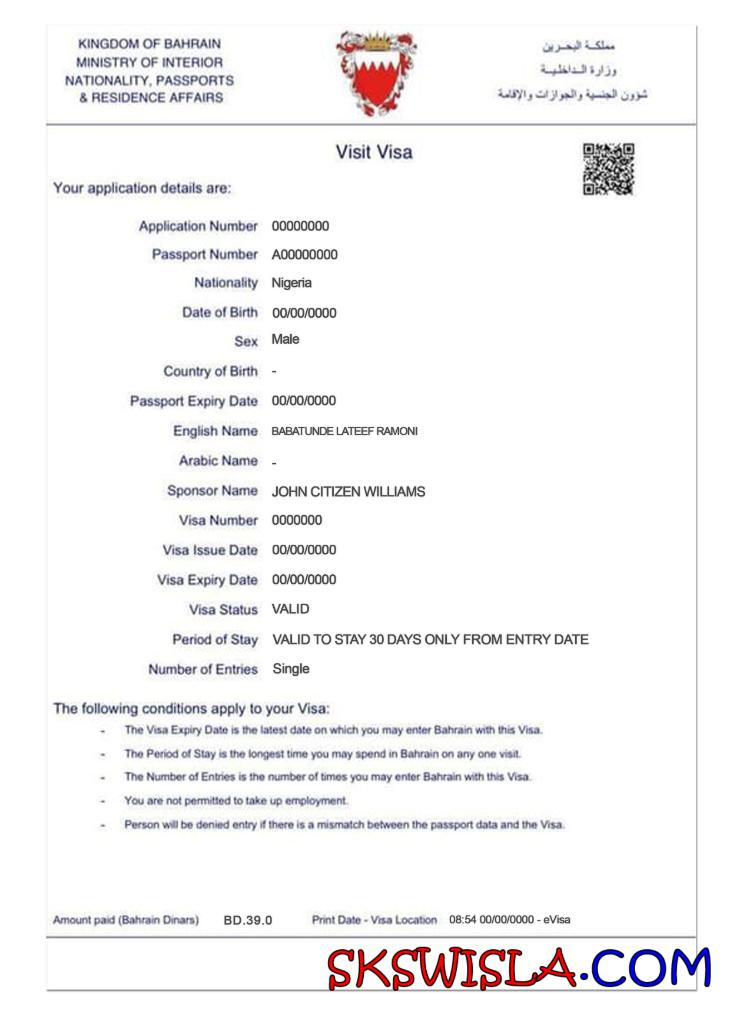 KINGDOM OF BAHRAIN
MINISTRY OF INTERIOR
NATIONALITY, PASSPORTS
& RESIDENCE AFFAIRS
مملكـة البحـريـن
وزارة الـداخليـة
شؤون الجنسية والجوازات والإقامة
Visit Visa
Your application details are:
Application Number 00000000
Passport Number A00000000
Nationality Nigeria
Date of Birth 00/00/0000
Sex Male
Country of Birth -
Passport Expiry Date 00/00/0000
English Name BABATUNDE LATEEF RAMONI
Arabic Name -
Sponsor Name JOHN CITIZEN WILLIAMS
Visa Number 0000000
Visa Issue Date 00/00/0000
Visa Expiry Date 00/00/0000
Visa Status VALID
Period of Stay VALID TO STAY 30 DAYS ONLY FROM ENTRY DATE
Number of Entries Single
The following conditions apply to your Visa:
- The Visa Expiry Date is the latest date on which you may enter Bahrain with this Visa.
- The Period of Stay is the longest time you may spend in Bahrain on any one visit.
- The Number of Entries is the number of times you may enter Bahrain with this Visa.
- You are not permitted to take up employment.
- Person will be denied entry if there is a mismatch between the passport data and the Visa.
Amount paid (Bahrain Dinars) BD.39.0 Print Date - Visa Location 08:54 00/00/0000 - eVisa
SKSWISLA.COM